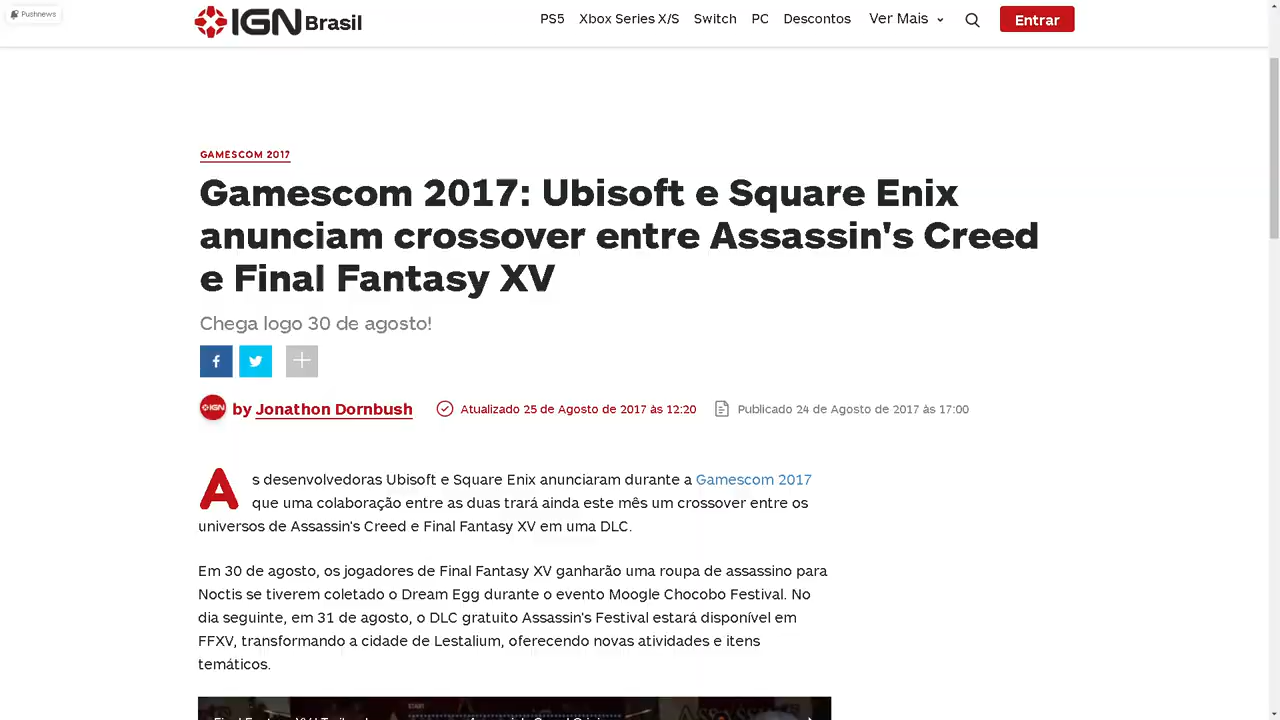 Pushnews
IGN Brasil
PS5 Xbox Series X/S Switch PC Descontos Ver Mais Entrar
GAMESCOM 2017
Gamescom 2017: Ubisoft e Square Enix
anunciam crossover entre Assassin's Creed
e Final Fantasy XV
Chega logo 30 de agosto!
IGN by Jonathon Dornbush Atualizado 25 de Agosto de 2017 às 12:20 Publicado 24 de Agosto de 2017 às 17:00
As desenvolvedoras Ubisoft e Square Enix anunciaram durante a Gamescom 2017
que uma colaboração entre as duas trará ainda este mês um crossover entre os
universos de Assassin's Creed e Final Fantasy XV em uma DLC.
Em 30 de agosto, os jogadores de Final Fantasy XV ganharão uma roupa de assassino para
Noctis se tiverem coletado o Dream Egg durante o evento Moogle Chocobo Festival. No
dia seguinte, em 31 de agosto, o DLC gratuito Assassin's Festival estará disponível em
FFXV, transformando a cidade de Lestalium, oferecendo novas atividades e itens
temáticos.
START